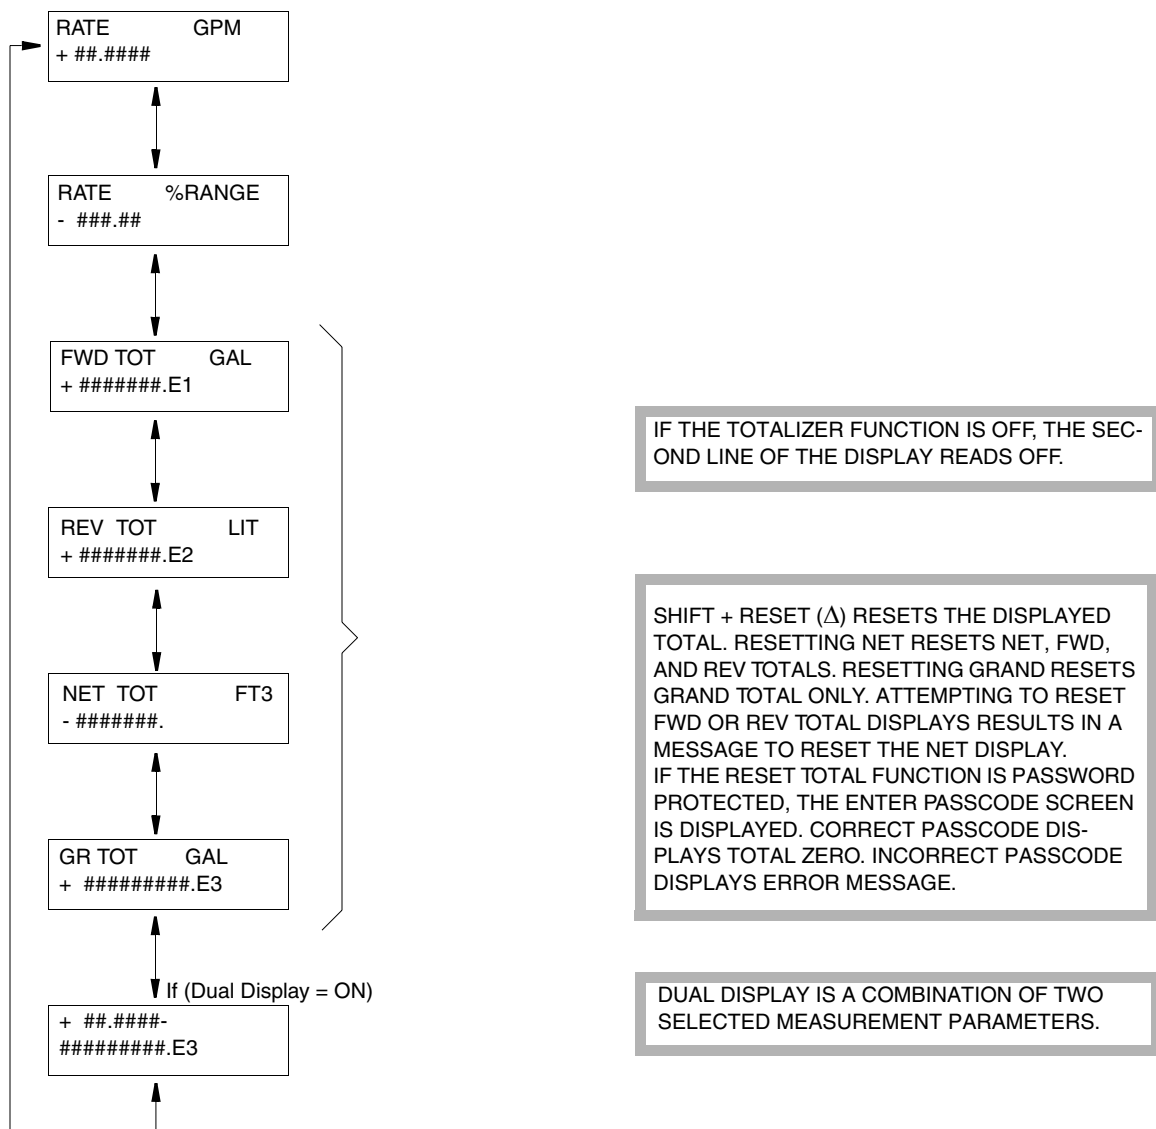 RATE GPM
+ ##.####
RATE %RANGE
- ###.##
FWD TOT GAL
+ #######.E1
REV TOT LIT
+ #######.E2
NET TOT FT3
- #######.
GR TOT GAL
+ #########.E3
If (Dual Display = ON)
+ ##.####-
#########.E3
IF THE TOTALIZER FUNCTION IS OFF, THE SEC-
OND LINE OF THE DISPLAY READS OFF.
SHIFT + RESET (Δ) RESETS THE DISPLAYED
TOTAL. RESETTING NET RESETS NET, FWD,
AND REV TOTALS. RESETTING GRAND RESETS
GRAND TOTAL ONLY. ATTEMPTING TO RESET
FWD OR REV TOTAL DISPLAYS RESULTS IN A
MESSAGE TO RESET THE NET DISPLAY.
IF THE RESET TOTAL FUNCTION IS PASSWORD
PROTECTED, THE ENTER PASSCODE SCREEN
IS DISPLAYED. CORRECT PASSCODE DIS-
PLAYS TOTAL ZERO. INCORRECT PASSCODE
DISPLAYS ERROR MESSAGE.
DUAL DISPLAY IS A COMBINATION OF TWO
SELECTED MEASUREMENT PARAMETERS.